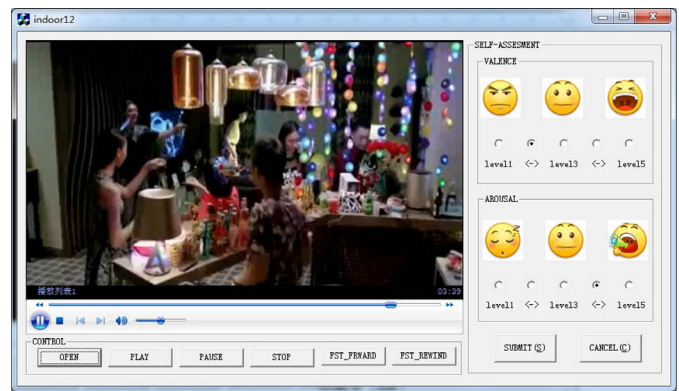 indoor12
SELF-ASSESMENT
VALENCE
level1 <-> level3 <-> level5
AROUSAL
level1 <-> level3 <-> level5
播放列表1 03:39
CONTROL
OPEN PLAY PAUSE STOP FST_FRWARD FST_REWIND
SUBMIT(S) CANCEL(C)